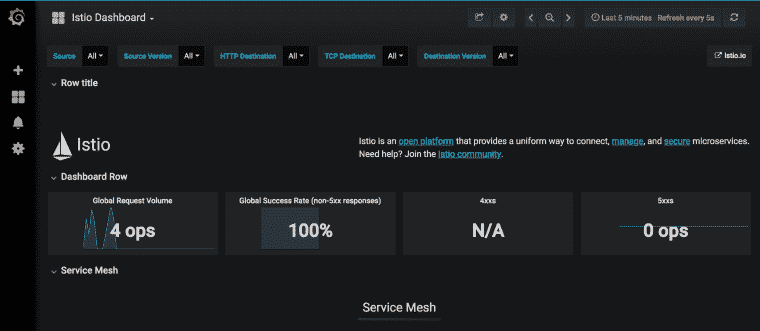 Istio Dashboard
Last 5 minutes Refresh every 5s
Source All Source Version All HTTP Destination All TCP Destination All Destination Version All Istio.io
Row title
Istio
Istio is an open platform that provides a uniform way to connect, manage, and secure microservices.
Need help? Join the Istio community.
Dashboard Row
Global Request Volume
4 ops
Global Success Rate (non-5xx responses)
100%
4xxs
N/A
5xxs
0 ops
Service Mesh
Service Mesh